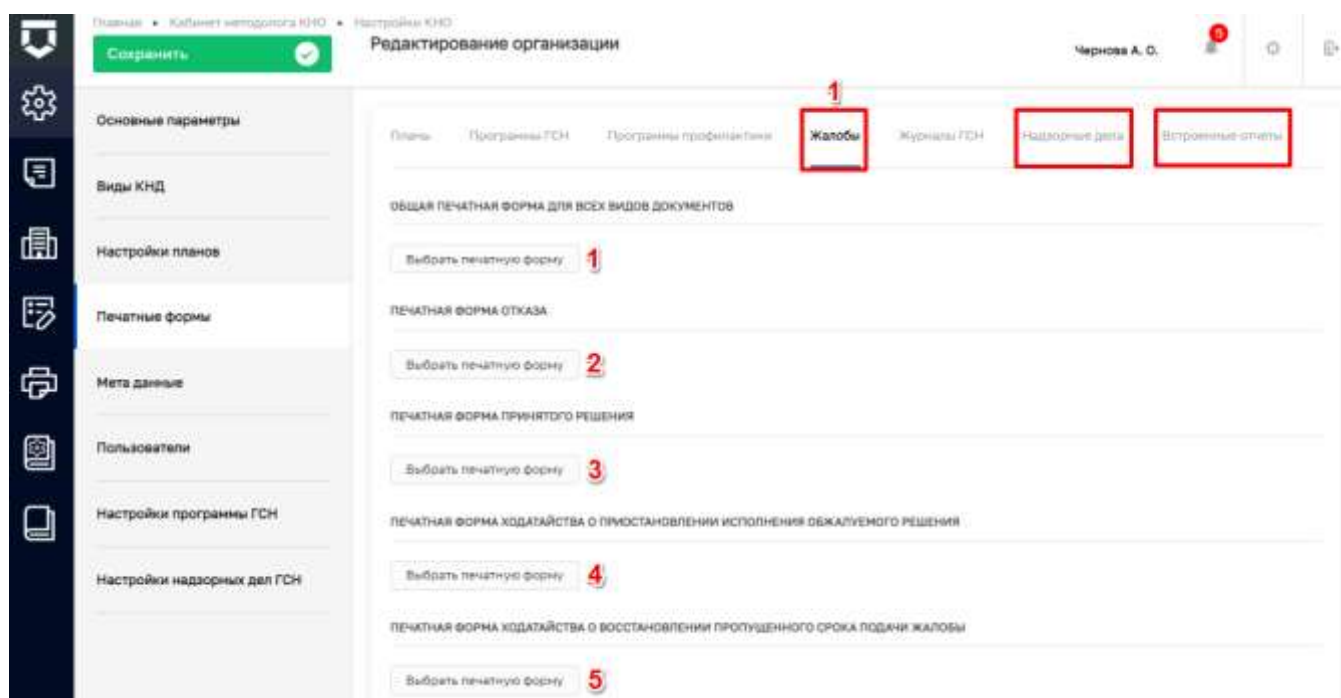 Главная • Кабинет методолога КНО • Настройки КНО
Сохранить
Редактирование организации
Чернова А. О.
5
1
Основные параметры
Планы Программы ГСН Программы профилактики Жалобы Журналы ГСН Надзорные дела Встроенные отчеты
Виды КНД
ОБЩАЯ ПЕЧАТНАЯ ФОРМА ДЛЯ ВСЕХ ВИДОВ ДОКУМЕНТОВ
Настройки планов
Выбрать печатную форму 1
Печатные формы
ПЕЧАТНАЯ ФОРМА ОТКАЗА
Выбрать печатную форму 2
Мета данные
ПЕЧАТНАЯ ФОРМА ПРИНЯТОГО РЕШЕНИЯ
Пользователи
Выбрать печатную форму 3
Настройки программы ГСН
ПЕЧАТНАЯ ФОРМА ХОДАТАЙСТВА О ПРИОСТАНОВЛЕНИИ ИСПОЛНЕНИЯ ОБЖАЛУЕМОГО РЕШЕНИЯ
Настройки надзорных дел ГСН
Выбрать печатную форму 4
ПЕЧАТНАЯ ФОРМА ХОДАТАЙСТВА О ВОССТАНОВЛЕНИИ ПРОПУЩЕННОГО СРОКА ПОДАЧИ ЖАЛОБЫ
Выбрать печатную форму 5